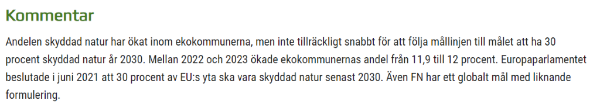 Kommentar
Andelen skyddad natur har ökat inom ekokommunerna, men inte tillräckligt snabbt för att följa mållinjen till målet att ha 30
procent skyddad natur år 2030. Mellan 2022 och 2023 ökade ekokommunernas andel från 11,9 till 12 procent. Europaparlamentet
beslutade i juni 2021 att 30 procent av EU:s yta ska vara skyddad natur senast 2030. Även FN har ett globalt mål med liknande
formulering.